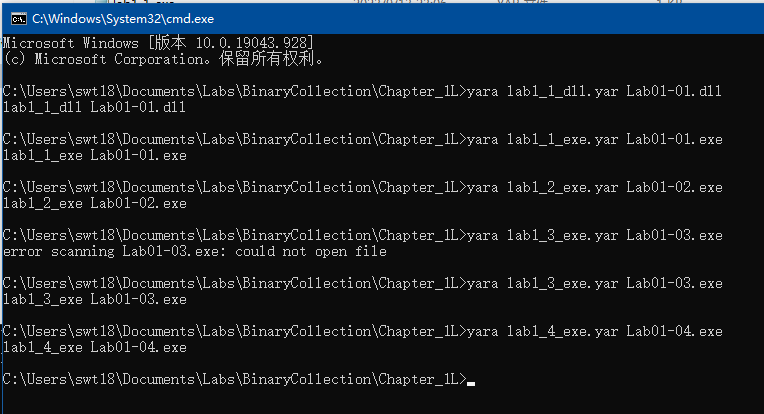 C:\Windows\System32\cmd.exe
Microsoft Windows [版本 10.0.19043.928]
(c) Microsoft Corporation。保留所有权利。
C:\Users\swt18\Documents\Labs\BinaryCollection\Chapter_1L>yara lab1_1_dll.yar Lab01-01.dll
lab1_1_dll Lab01-01.dll
C:\Users\swt18\Documents\Labs\BinaryCollection\Chapter_1L>yara lab1_1_exe.yar Lab01-01.exe
lab1_1_exe Lab01-01.exe
C:\Users\swt18\Documents\Labs\BinaryCollection\Chapter_1L>yara lab1_2_exe.yar Lab01-02.exe
lab1_2_exe Lab01-02.exe
C:\Users\swt18\Documents\Labs\BinaryCollection\Chapter_1L>yara lab1_3_exe.yar Lab01-03.exe
error scanning Lab01-03.exe: could not open file
C:\Users\swt18\Documents\Labs\BinaryCollection\Chapter_1L>yara lab1_3_exe.yar Lab01-03.exe
lab1_3_exe Lab01-03.exe
C:\Users\swt18\Documents\Labs\BinaryCollection\Chapter_1L>yara lab1_4_exe.yar Lab01-04.exe
lab1_4_exe Lab01-04.exe
C:\Users\swt18\Documents\Labs\BinaryCollection\Chapter_1L>